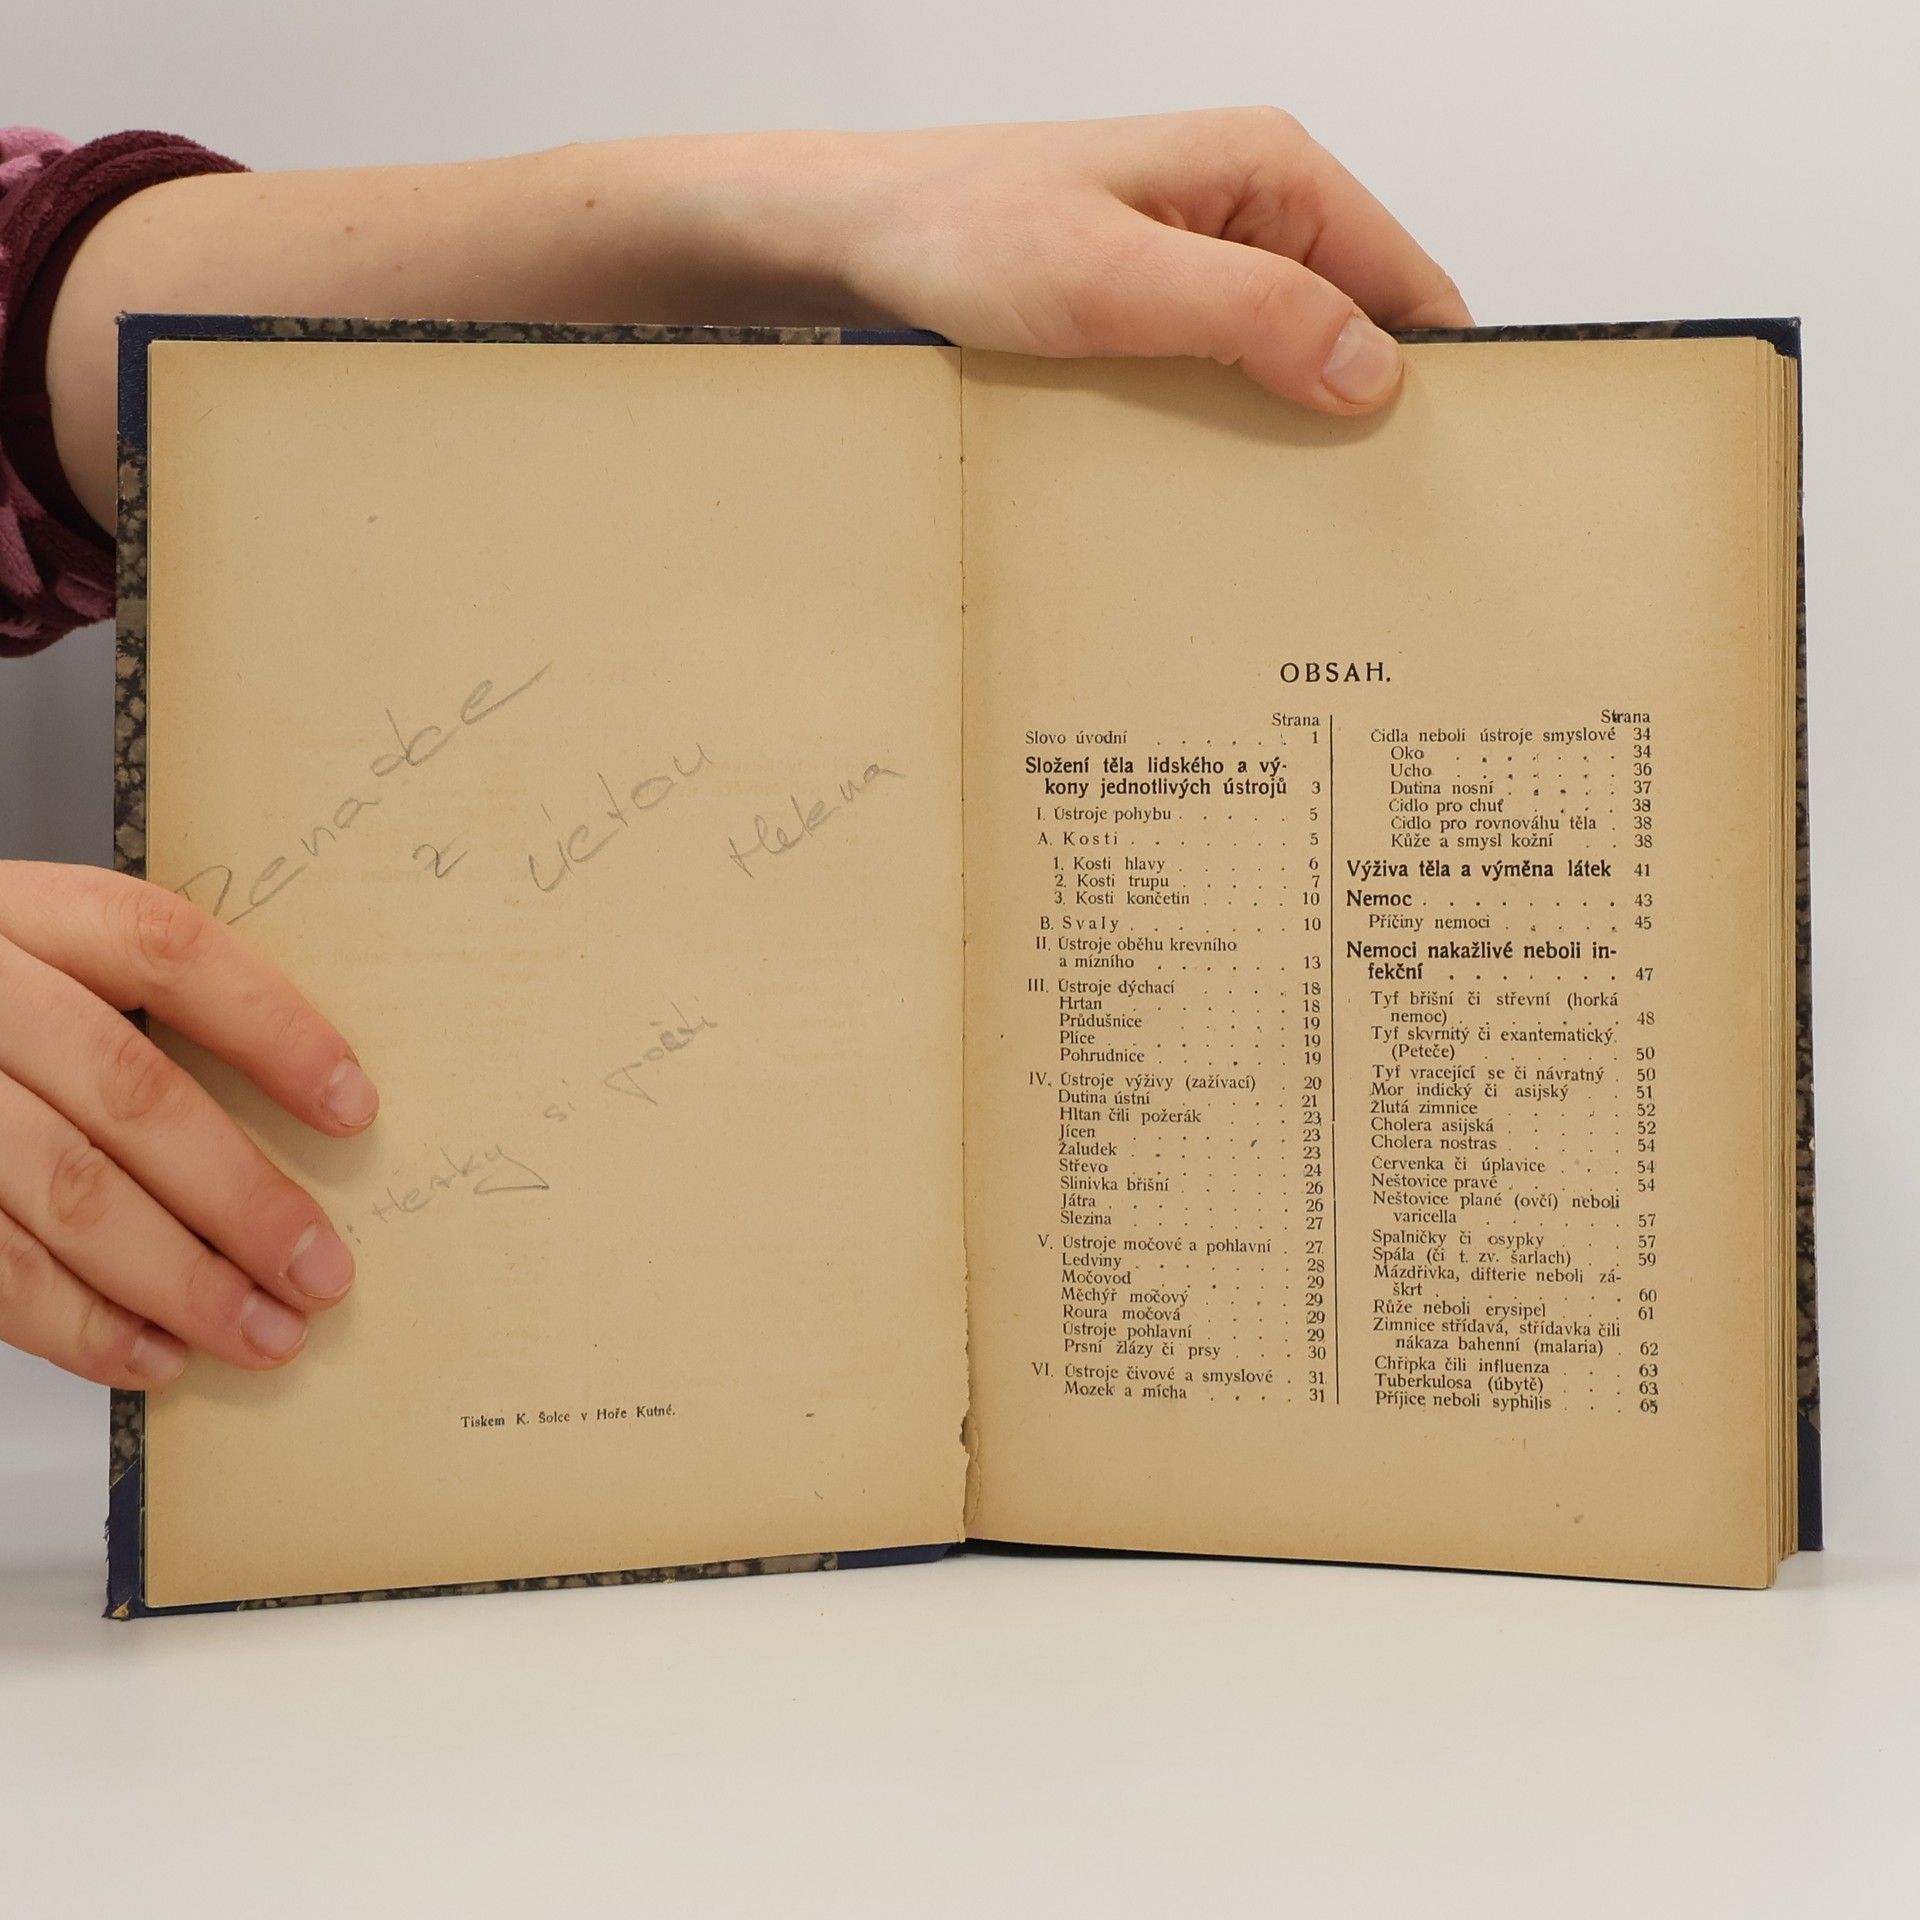 z
Helena
si
Tiskem K. Šolce v Hoře Kutné.
OBSAH.
Strana
Slovo úvodní . . . . . . 1
Složení těla lidského a vý-
kony jednotlivých ústrojů 3
I. Ústroje pohybu . . . . . 5
A. Kosti . . . . . . . 5
1. Kosti hlavy . . . . . 6
2. Kosti trupu . . . . . 7
3. Kosti končetin . . . . 10
B. Svaly . . . . . . . 10
II. Ústroje oběhu krevního
a mízního . . . . . . 13
III. Ústroje dýchací . . . . 18
Hrtan . . . . . . . 18
Průdušnice . . . . . 19
Plíce . . . . . . . 19
Pohrudnice . . . . . 19
IV. Ústroje výživy (zažívací) . 20
Dutina ústní . . . . . 21
Hltan čili požerák . . . 23
Jícen . . . . . . . 23
Žaludek . . . . . . 23
Střevo . . . . . . 24
Slinivka břišní . . . . . 26
Játra . . . . . . . 26
Slezina . . . . . . 27
V. Ústroje močové a pohlavní . 27
Ledviny . . . . . . 28
Močovod . . . . . . 29
Měchýř močový . . . . 29
Roura močová . . . . 29
Ústroje pohlavní . . . . 29
Prsní žlázy či prsy . . . 30
VI. Ústroje čivové a smyslové . 31
Mozek a mícha . . . . 31
Strana
Čidla neboli ústroje smyslové 34
Oko . . . . . . . 34
Ucho . . . . . . . 36
Dutina nosní . . . . . 37
Čidlo pro chuť . . . . 38
Čidlo pro rovnováhu těla . 38
Kůže a smysl kožní . . 38
Výživa těla a výměna látek 41
Nemoc . . . . . . . . 43
Příčiny nemoci . . . . . 45
Nemoci nakažlivé neboli in-
fekční . . . . . . . 47
Tyf břišní či střevní (horká
nemoc) . . . . . . . 48
Tyf skvrnitý či exantematický.
(Peteče) . . . . . . 50
Tyf vracející se či návratný . 50
Mor indický či asijský . . 51
Žlutá zimnice . . . . . 52
Cholera asijská . . . . . 52
Cholera nostras . . . . . 54
Červenka či úplavice . . . 54
Neštovice pravé . . . . . 54
Neštovice plané (ovčí) neboli
varicella . . . . . . 57
Spalničky či osypky . . . 57
Spála (či t. zv. šarlach) . . 59
Mázdřivka, difterie neboli zá-
škrt . . . . . . . . 60
Růže neboli erysipel . . . 61
Zimnice střídavá, střídavka čili
nákaza bahenní (malaria) . 62
Chřipka čili influenza . . . 63
Tuberkulosa (úbytě) . . . 63
Příjice neboli syphilis . . . 65